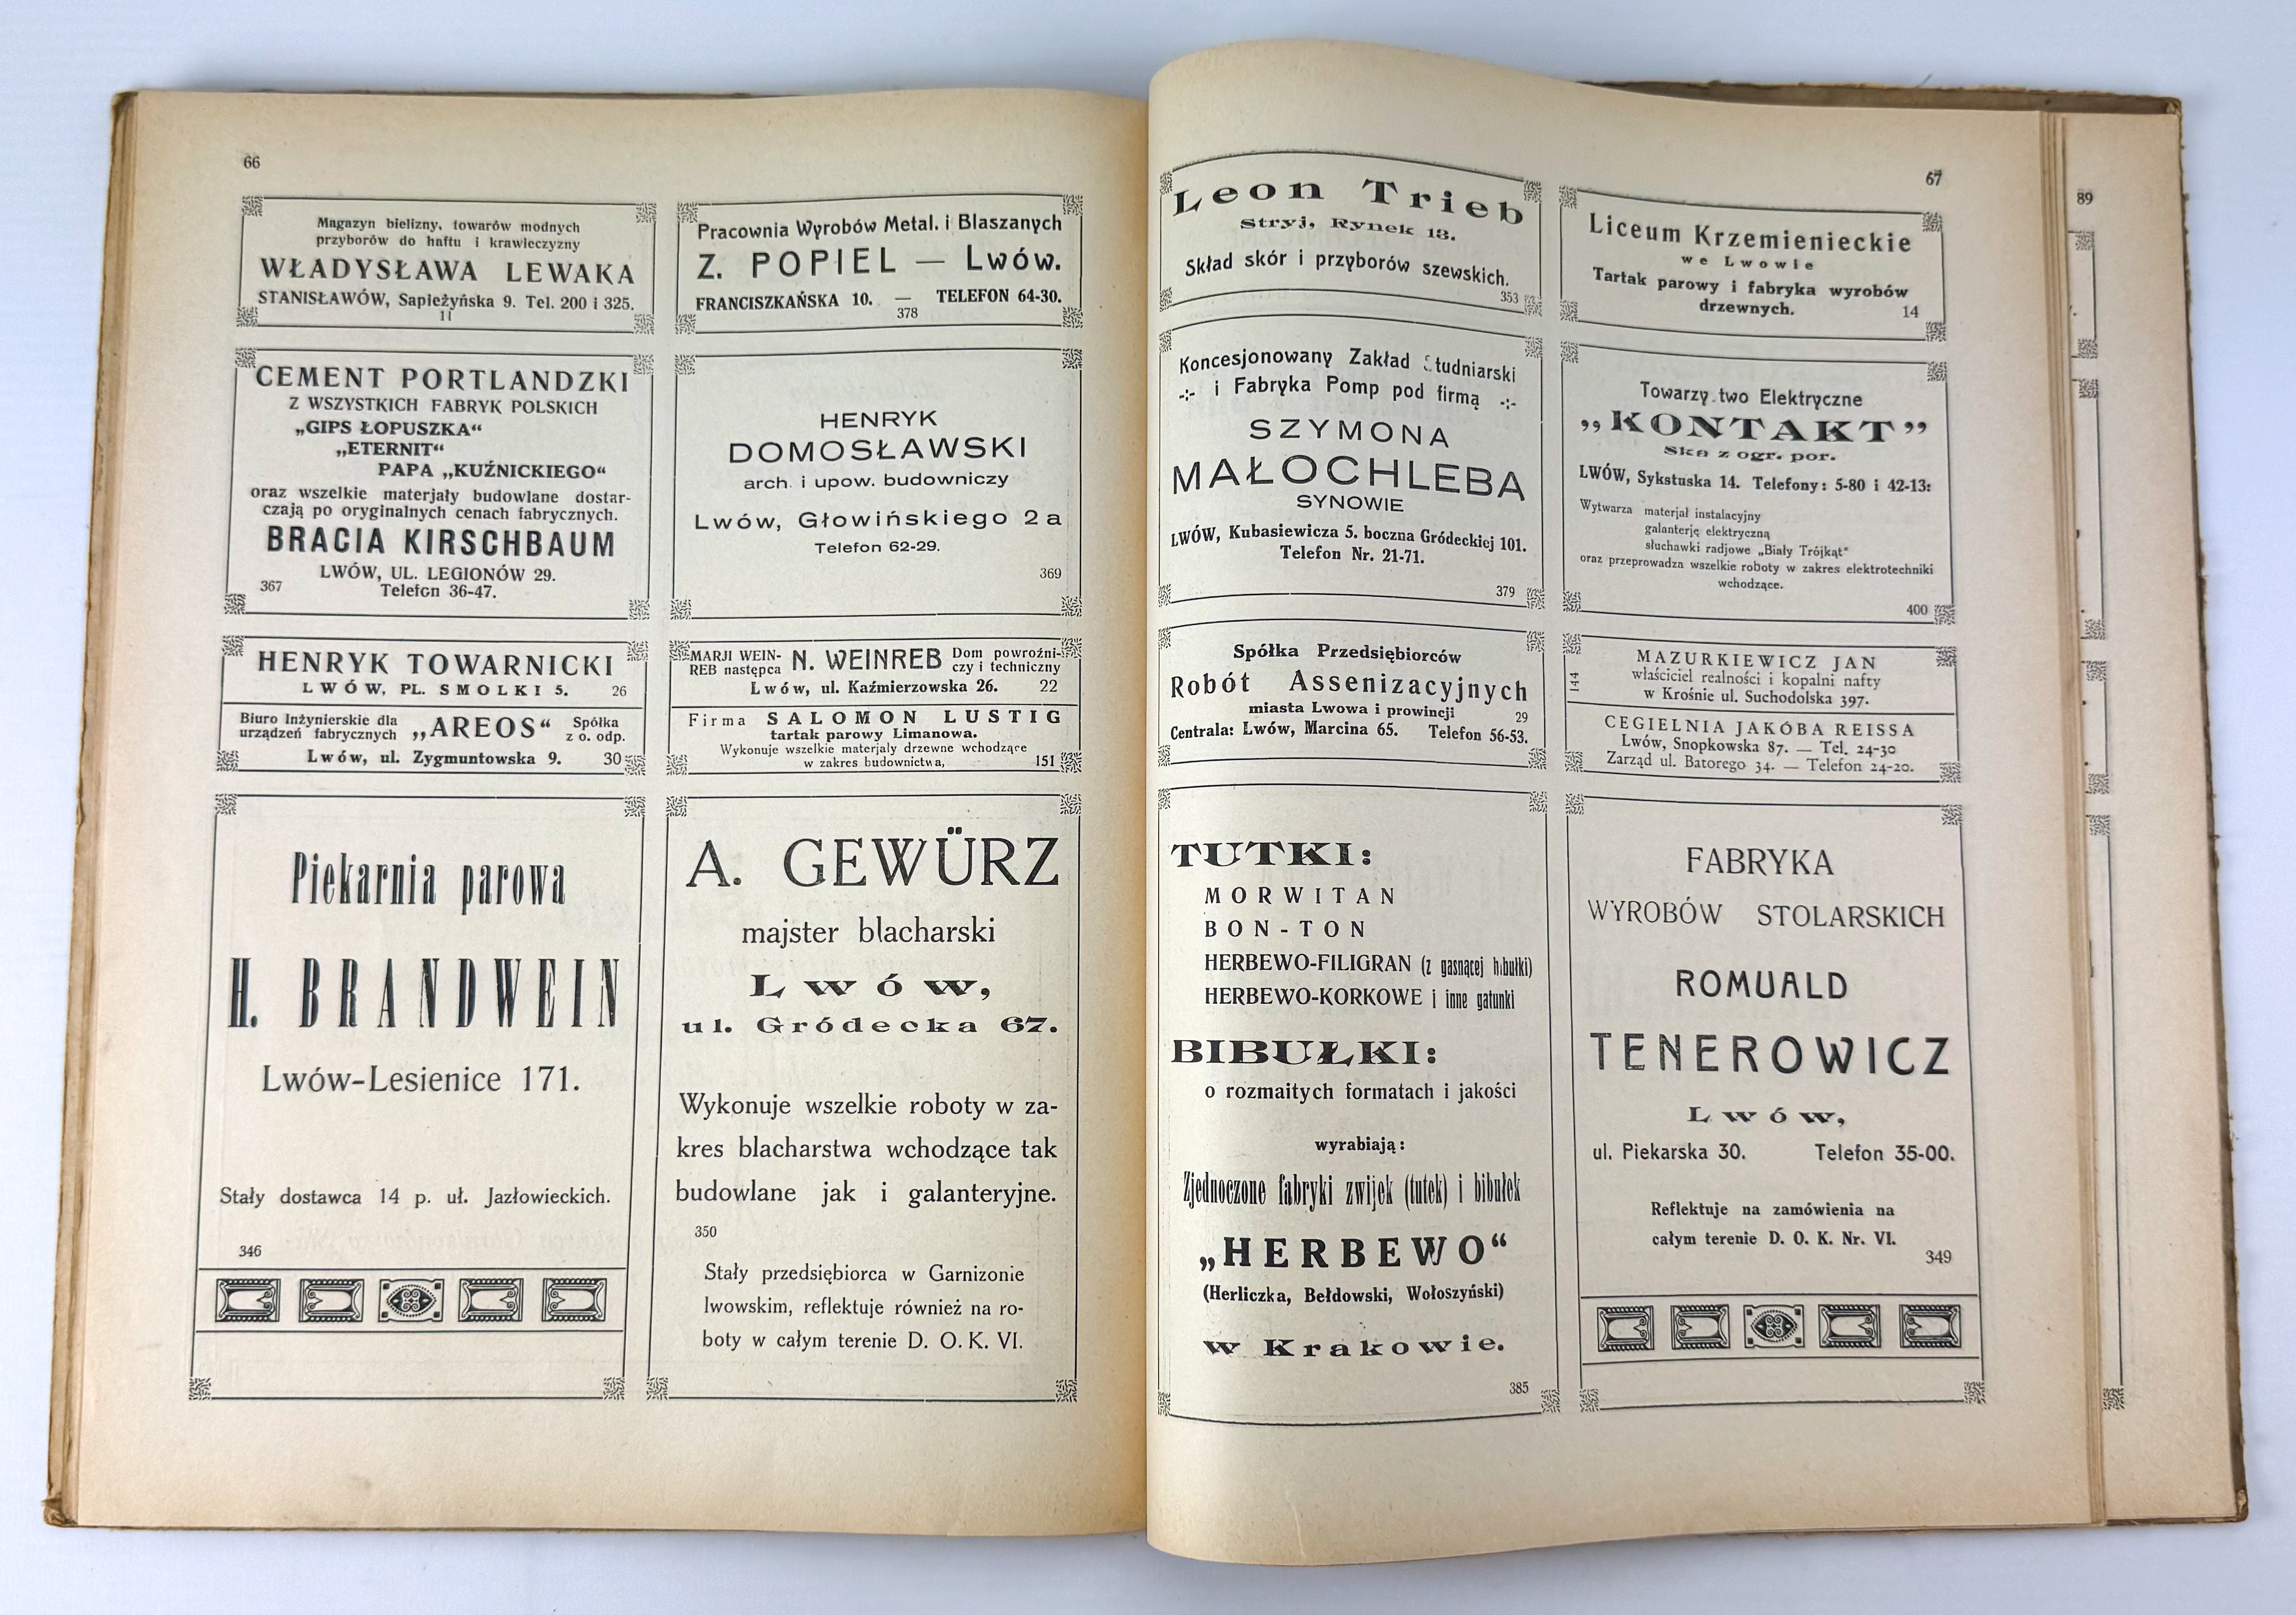 66
Magazyn bielizny, towarów modnych
przyborów do haftu i krawieczyzny
WŁADYSŁAWA LEWAKA
STANISŁAWÓW, Sapieżyńska 9. Tel. 200 i 325.
11
Pracownia Wyrobów Metal. i Blaszanych
Z. POPIEL — Lwów.
FRANCISZKAŃSKA 10. — TELEFON 64-30.
378
CEMENT PORTLANDZKI
Z WSZYSTKICH FABRYK POLSKICH
„GIPS ŁOPUSZKA“
„ETERNIT“
PAPA „KUŹNICKIEGO“
oraz wszelkie materjały budowlane dostar-
czają po oryginalnych cenach fabrycznych.
BRACIA KIRSCHBAUM
LWÓW, UL. LEGIONÓW 29.
367 Telefon 36-47.
HENRYK
DOMOSŁAWSKI
arch. i upow. budowniczy
Lwów, Głowińskiego 2 a
Telefon 62-29.
369
HENRYK TOWARNICKI
LWÓW, PL. SMOLKI 5. 26
Biuro Inżynierskie dla
urządzeń fabrycznych
„AREOS“
Spółka
z o. odp.
Lwów, ul. Zygmuntowska 9. 30
MARJI WEIN-
REB następca
N. WEINREB
Dom powroźni-
czy i techniczny
Lwów, ul. Kaźmierzowska 26. 22
Firma SALOMON LUSTIG
tartak parowy Limanowa.
Wykonuje wszelkie materjały drzewne wchodzące
w zakres budownictwa, 151
Piekarnia parowa
H. BRANDWEIN
Lwów-Lesienice 171.
Stały dostawca 14 p. uł. Jazłowieckich.
346
A. GEWÜRZ
majster blacharski
Lwów,
ul. Gródecka 67.
Wykonuje wszelkie roboty w za-
kres blacharstwa wchodzące tak
budowlane jak i galanteryjne.
350
Stały przedsiębiorca w Garnizonie
lwowskim, reflektuje również na ro-
boty w całym terenie D. O. K. VI.
67
Leon Trieb
Stryj, Rynek 13.
Skład skór i przyborów szewskich.
353
Liceum Krzemienieckie
we Lwowie
Tartak parowy i fabryka wyrobów
drzewnych. 14
Koncesjonowany Zakład Studniarski
-:- i Fabryka Pomp pod firmą -:-
SZYMONA
MAŁOCHLEBA
SYNOWIE
LWÓW, Kubasiewicza 5. boczna Gródeckiej 101.
Telefon Nr. 21-71.
379
Towarzy two Elektryczne
„KONTAKT”
Ska z ogr. por.
LWÓW, Sykstuska 14. Telefony: 5-80 i 42-13:
Wytwarza materjał instalacyjny
galanterję elektryczną
słuchawki radjowe „Biały Trójkąt“
oraz przeprowadza wszelkie roboty w zakres elektrotechniki
wchodzące.
400
Spółka Przedsiębiorców
Robót Assenizacyjnych
miasta Lwowa i prowincji 29
Centrala: Lwów, Marcina 65. Telefon 56-53.
MAZURKIEWICZ JAN
właściciel realności i kopalni nafty
w Krośnie ul. Suchodolska 397.
144
CEGIELNIA JAKÓBA REISSA
Lwów, Snopkowska 87. — Tel. 24-30
Zarząd ul. Batorego 34. — Telefon 24-20.
TUTKI:
MORWITAN
BON-TON
HERBEWO-FILIGRAN (z gasnącej bibułki)
HERBEWO-KORKOWE i inne gatunki
BIBUŁKI:
o rozmaitych formatach i jakości
wyrabiają:
Zjednoczone fabryki zwijek (tutek) i bibułek
„HERBEWO“
(Herliczka, Bełdowski, Wołoszyński)
w Krakowie.
385
FABRYKA
WYROBÓW STOLARSKICH
ROMUALD
TENEROWICZ
Lwów,
ul. Piekarska 30. Telefon 35-00.
Reflektuje na zamówienia na
całym terenie D. O. K. Nr. VI.
349
89